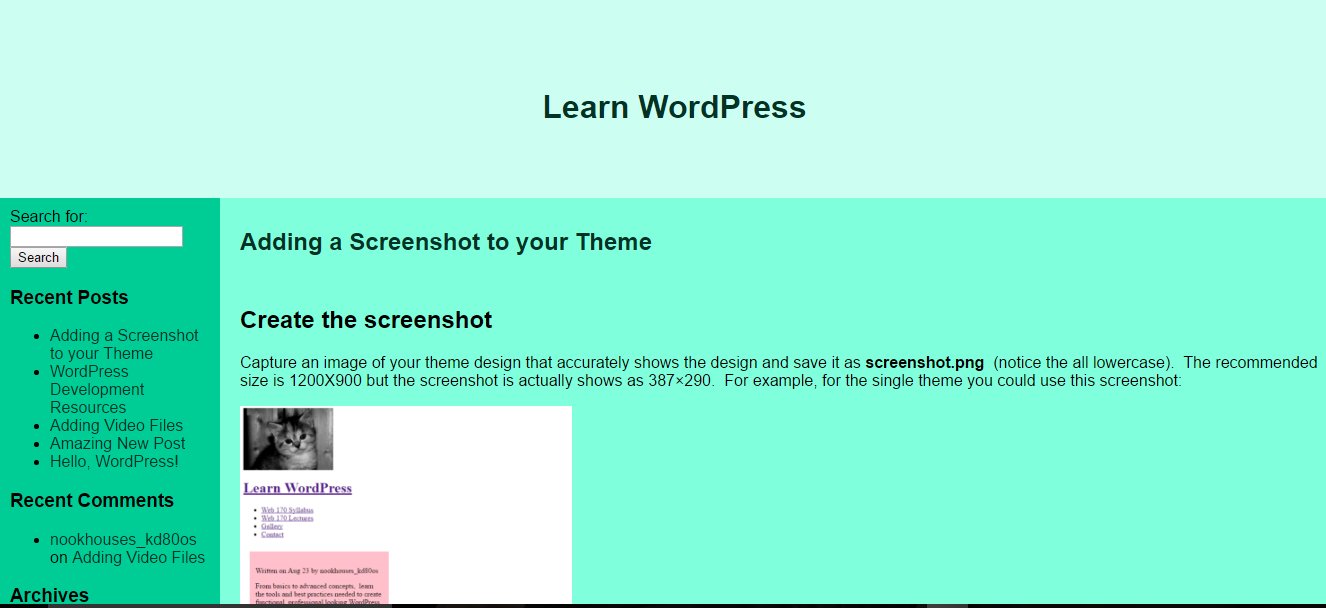 Learn WordPress
Search for:
Search
Recent Posts
Adding a Screenshot
to your Theme
WordPress
Development
Resources
Adding Video Files
Amazing New Post
Hello, WordPress!
Recent Comments
nookhouses_kd80os
on Adding Video Files
Archives
Adding a Screenshot to your Theme
Create the screenshot
Capture an image of your theme design that accurately shows the design and save it as screenshot.png (notice the all lowercase). The recommended
size is 1200X900 but the screenshot is actually shows as 387×290. For example, for the single theme you could use this screenshot:
Learn WordPress
Web 170 Syllabus
Web 170 Lectures
Gallery
Contact
Written on Aug 23 by nookhouses_kd80os
From basics to advanced concepts, learn
the tools and best practices needed to create
functional, professional looking WordPress